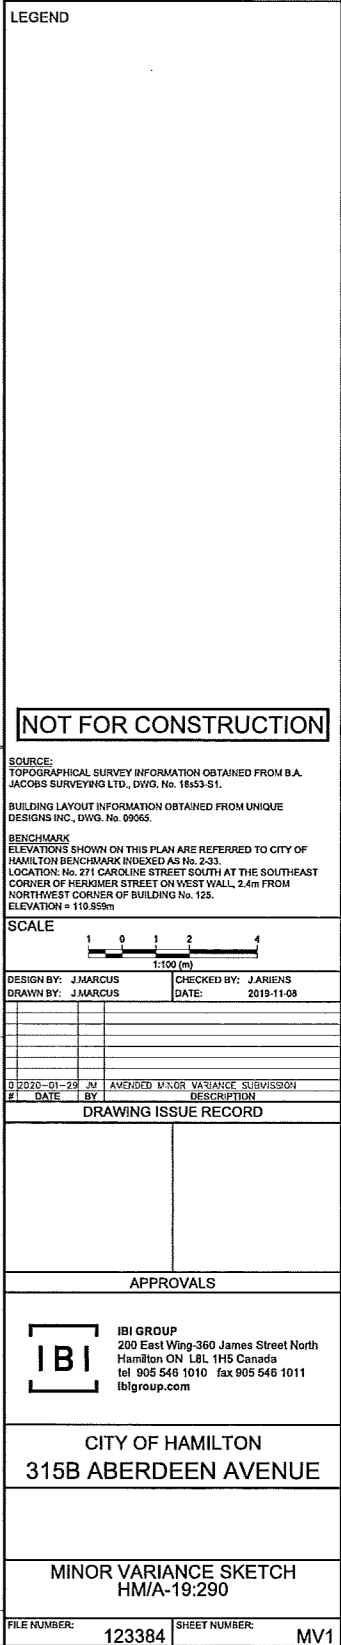 LEGEND
NOT FOR CONSTRUCTION
SOURCE:
TOPOGRAPHICAL SURVEY INFORMATION OBTAINED FROM B.A.
JACOBS SURVEYING LTD., DWG. No. 18s53-S1.
BUILDING LAYOUT INFORMATION OBTAINED FROM UNIQUE
DESIGNS INC., DWG. No. 09065.
BENCHMARK
ELEVATIONS SHOWN ON THIS PLAN ARE REFERRED TO CITY OF
HAMILTON BENCHMARK INDEXED AS No. 2-33.
LOCATION: No. 271 CAROLINE STREET SOUTH AT THE SOUTHEAST
CORNER OF HERKIMER STREET ON WEST WALL, 2.4m FROM
NORTHWEST CORNER OF BUILDING No. 125.
ELEVATION = 110.959m
SCALE
1 0 1 2 4
1:100 (m)
DESIGN BY: J.MARCUS CHECKED BY: J.ARIENS
DRAWN BY: J.MARCUS DATE: 2019-11-08
0 2020-01-29 JM AMENDED MINOR VARIANCE SUBMISSION
# DATE BY DESCRIPTION
DRAWING ISSUE RECORD
APPROVALS
IBI
IBI GROUP
200 East Wing-360 James Street North
Hamilton ON L8L 1H5 Canada
tel 905 546 1010 fax 905 546 1011
ibigroup.com
CITY OF HAMILTON
315B ABERDEEN AVENUE
MINOR VARIANCE SKETCH
HM/A-19:290
FILE NUMBER: 123384 SHEET NUMBER: MV1